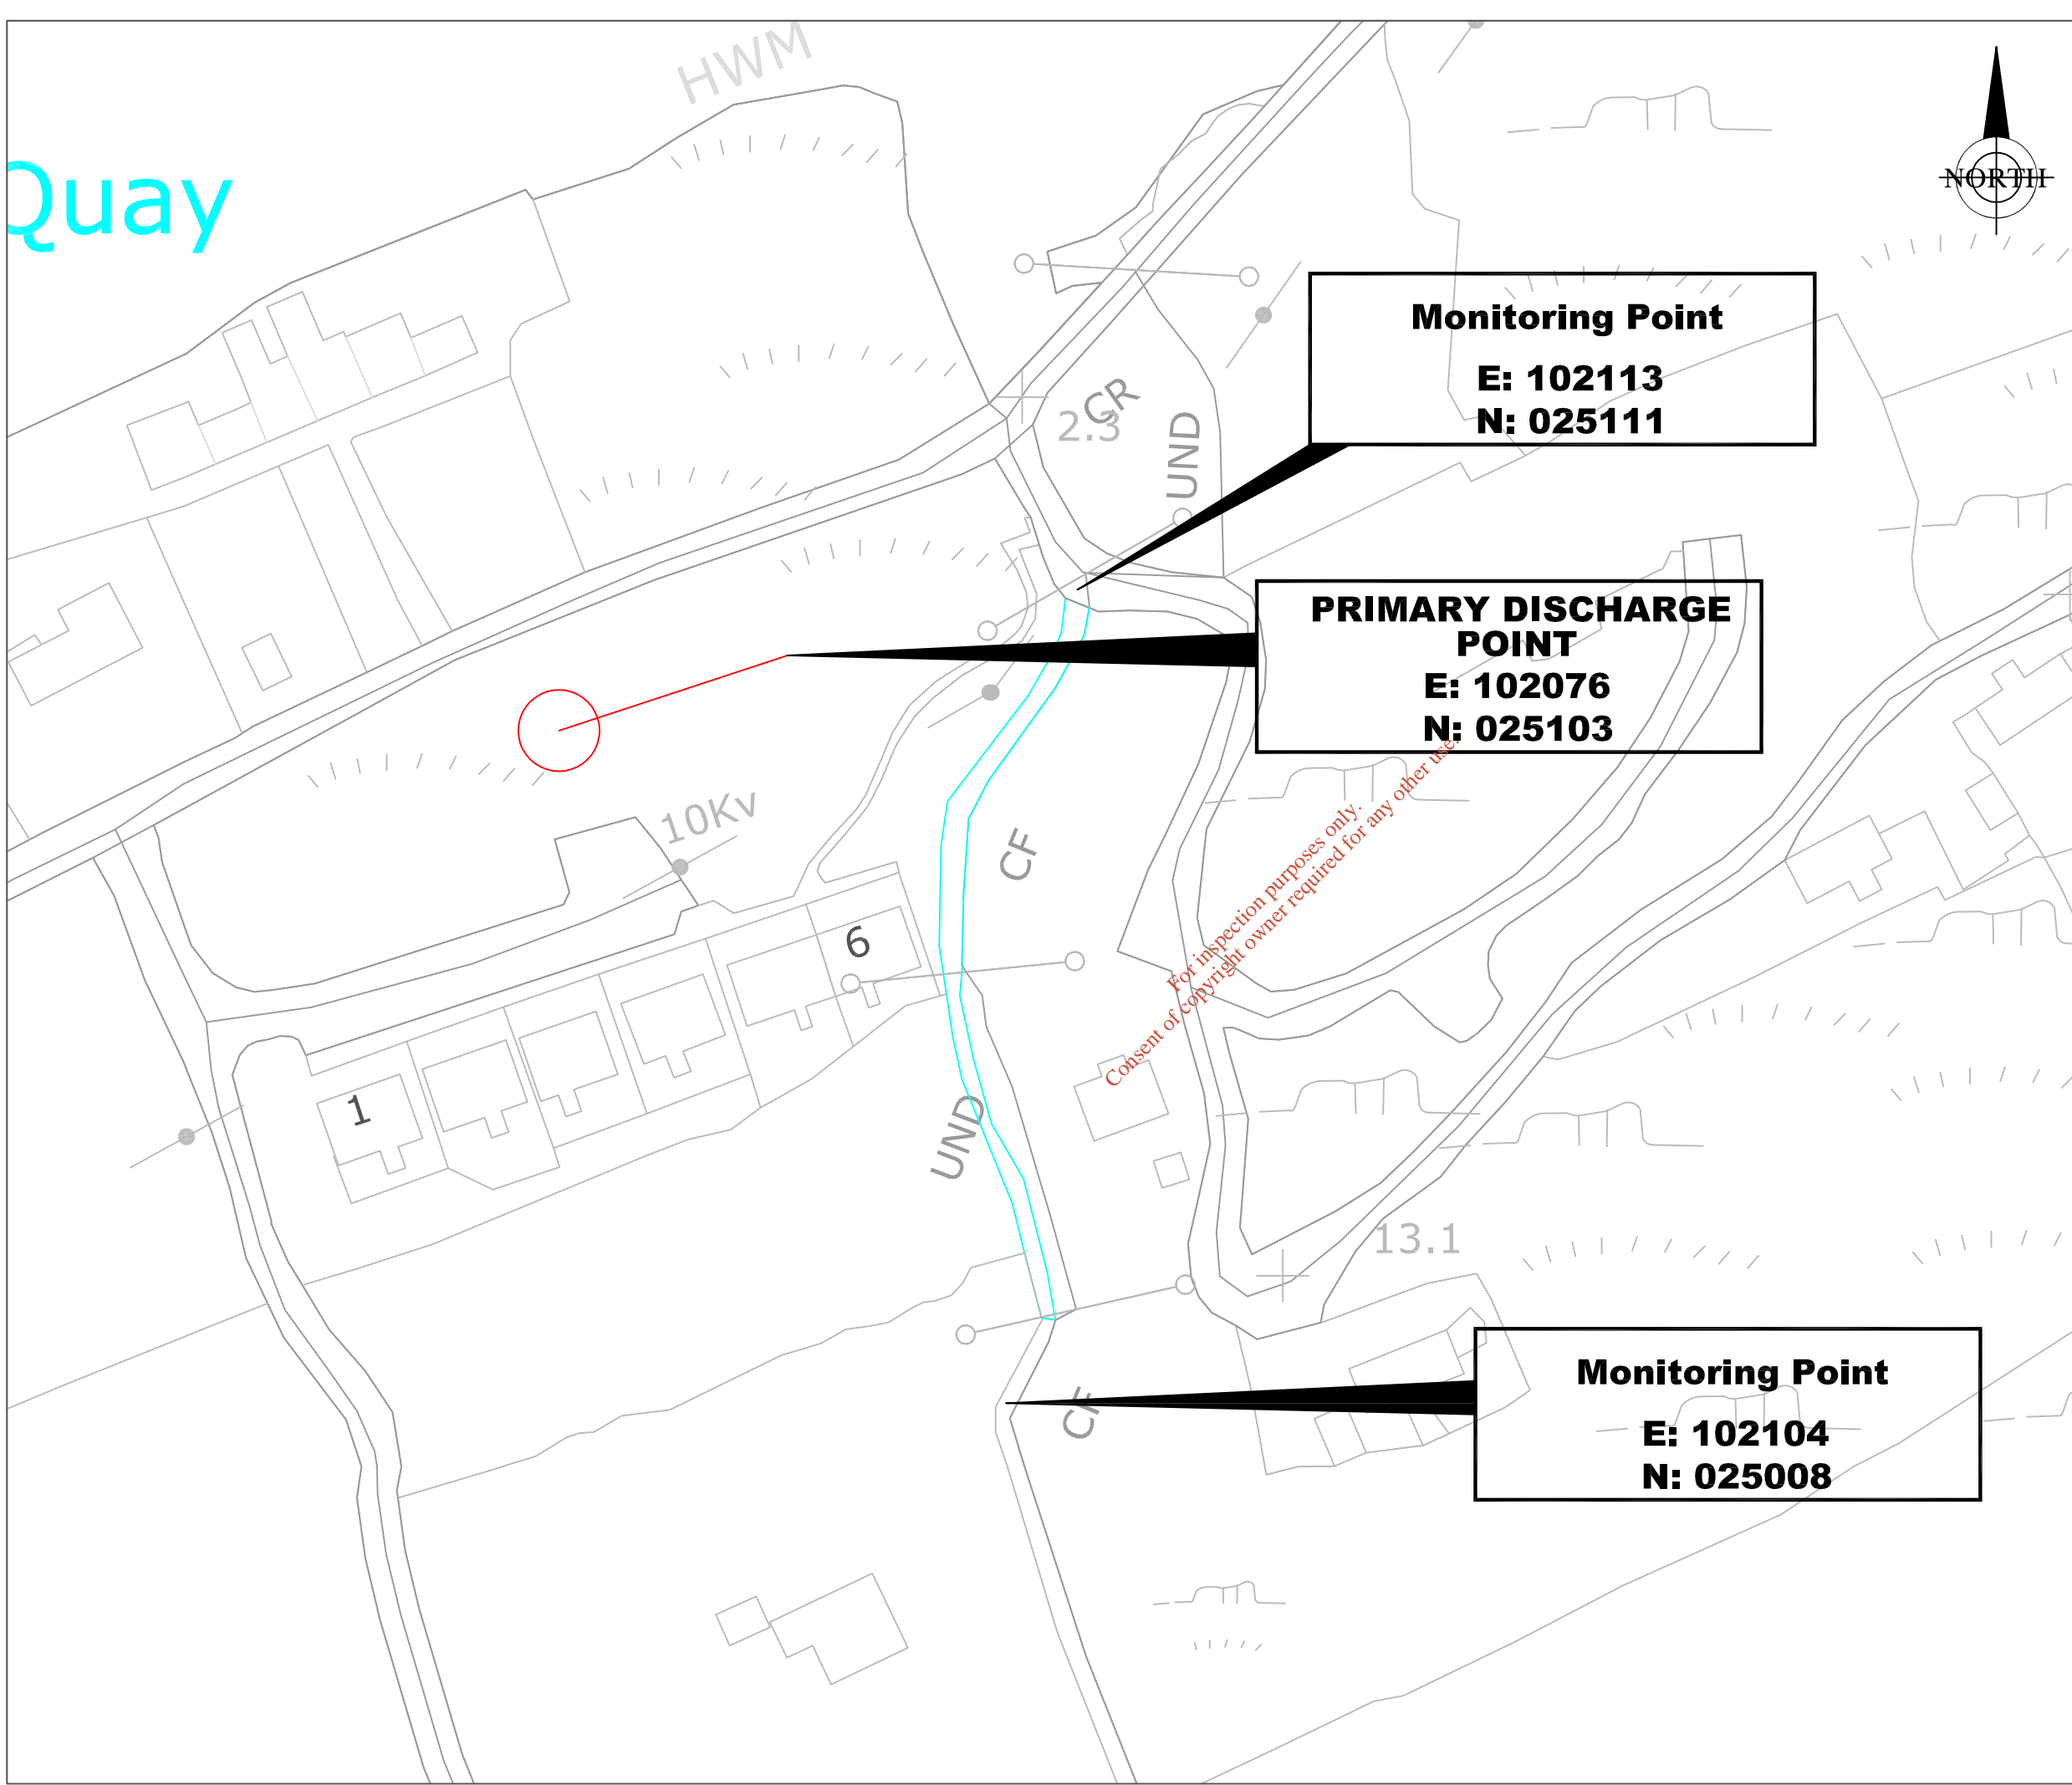 HWM
Quay
NORTH
Monitoring Point
E: 102113
N: 025111
CR
2.3
UND
PRIMARY DISCHARGE
POINT
E: 102076
N: 025103
10Kv
CF
For inspection purposes only.
Consent of copyright owner required for any other use.
6
1
UND
13.1
Monitoring Point
E: 102104
N: 025008
CF